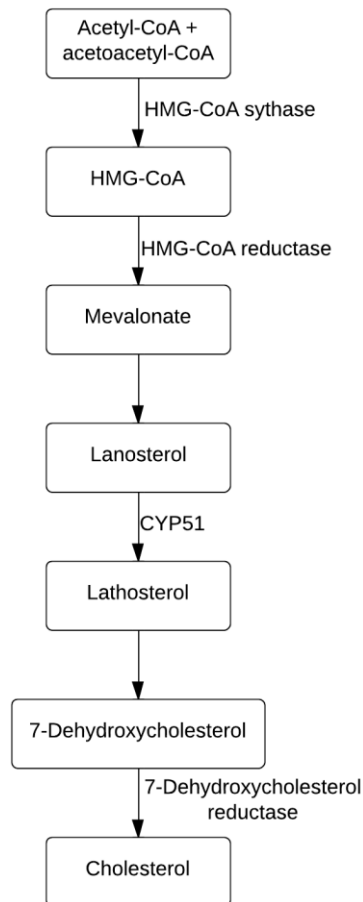 Acetyl-CoA +
acetoacetyl-CoA
HMG-CoA sythase
HMG-CoA
HMG-CoA reductase
Mevalonate
Lanosterol
CYP51
Lathosterol
7-Dehydroxycholesterol
7-Dehydroxycholesterol
reductase
Cholesterol